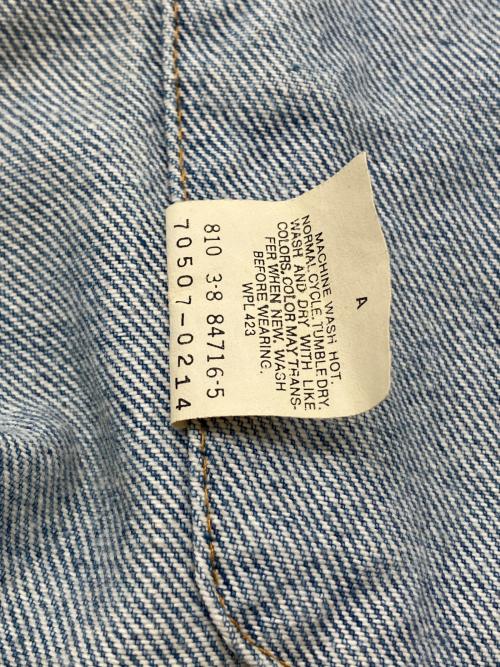 A
MACHINE WASH HOT.
NORMAL CYCLE. TUMBLE DRY.
WASH AND DRY WITH LIKE
COLORS. COLOR MAY TRANS-
FER WHEN NEW. WASH
BEFORE WEARING.
WPL 423
810 3-8 84716-5
70507-0214